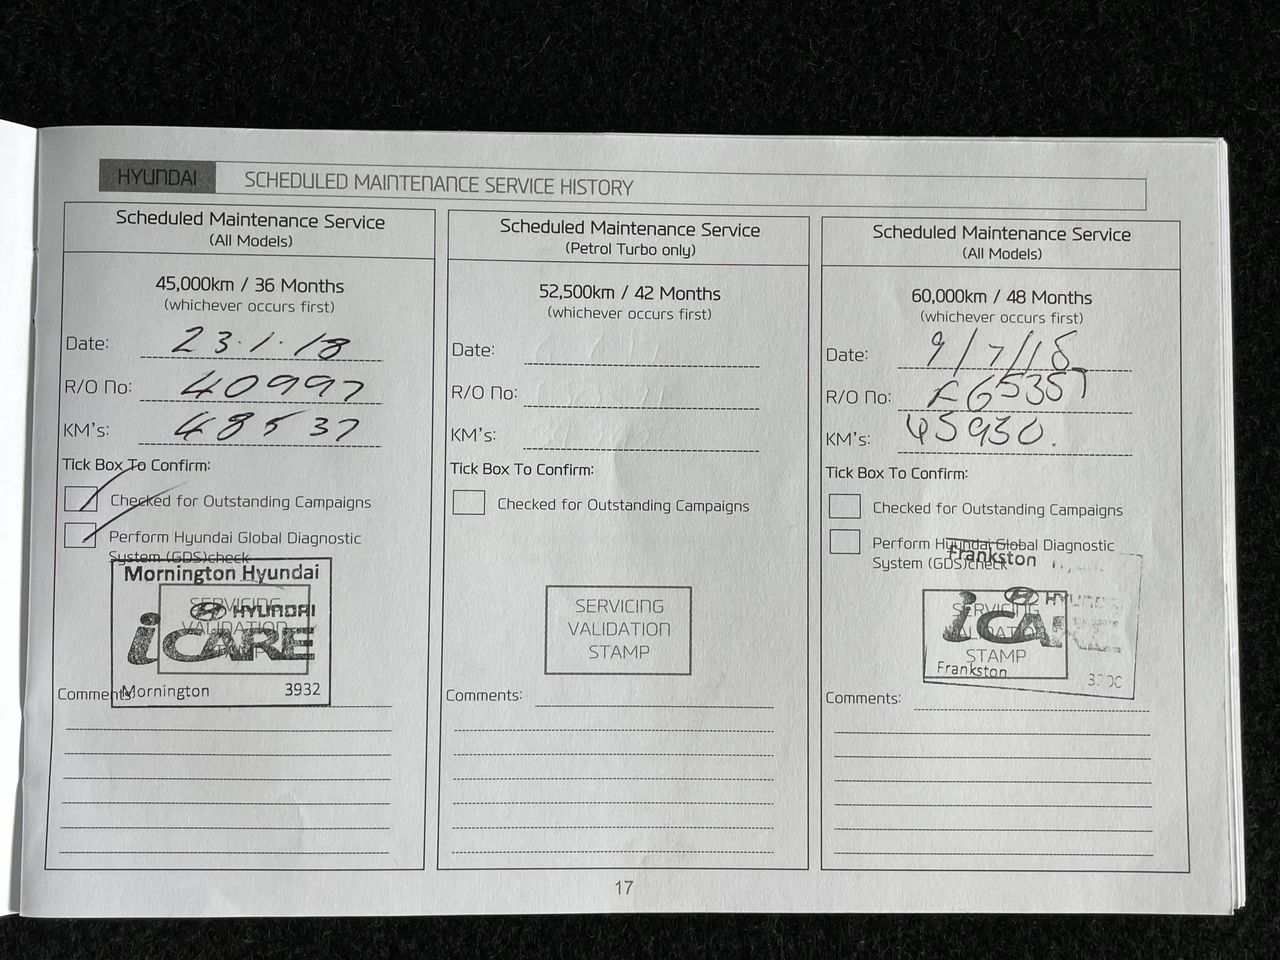 HYUNDAI SCHEDULED MAINTENANCE SERVICE HISTORY
Scheduled Maintenance Service
(All Models)
45,000km / 36 Months
(whichever occurs first)
Date: 23.1.18
R/O No: 40997
KM's: 48537
Tick Box To Confirm:
Checked for Outstanding Campaigns
Perform Hyundai Global Diagnostic
System (GDS)check
Mornington Hyundai
SERVICING
VALIDATION
HYUNDAI
iCARE
Mornington 3932
Comments:
Scheduled Maintenance Service
(Petrol Turbo only)
52,500km / 42 Months
(whichever occurs first)
Date:
R/O No:
KM's:
Tick Box To Confirm:
Checked for Outstanding Campaigns
SERVICING
VALIDATION
STAMP
Comments:
Scheduled Maintenance Service
(All Models)
60,000km / 48 Months
(whichever occurs first)
Date: 9/7/18
R/O No:
KM's: 45930.
Tick Box To Confirm:
Checked for Outstanding Campaigns
Perform Hyundai Global Diagnostic
System (GDS)check
Frankston
HYUNDAI
SERVICING
VALIDATION
iCARE
STAMP
Frankston
Comments:
17